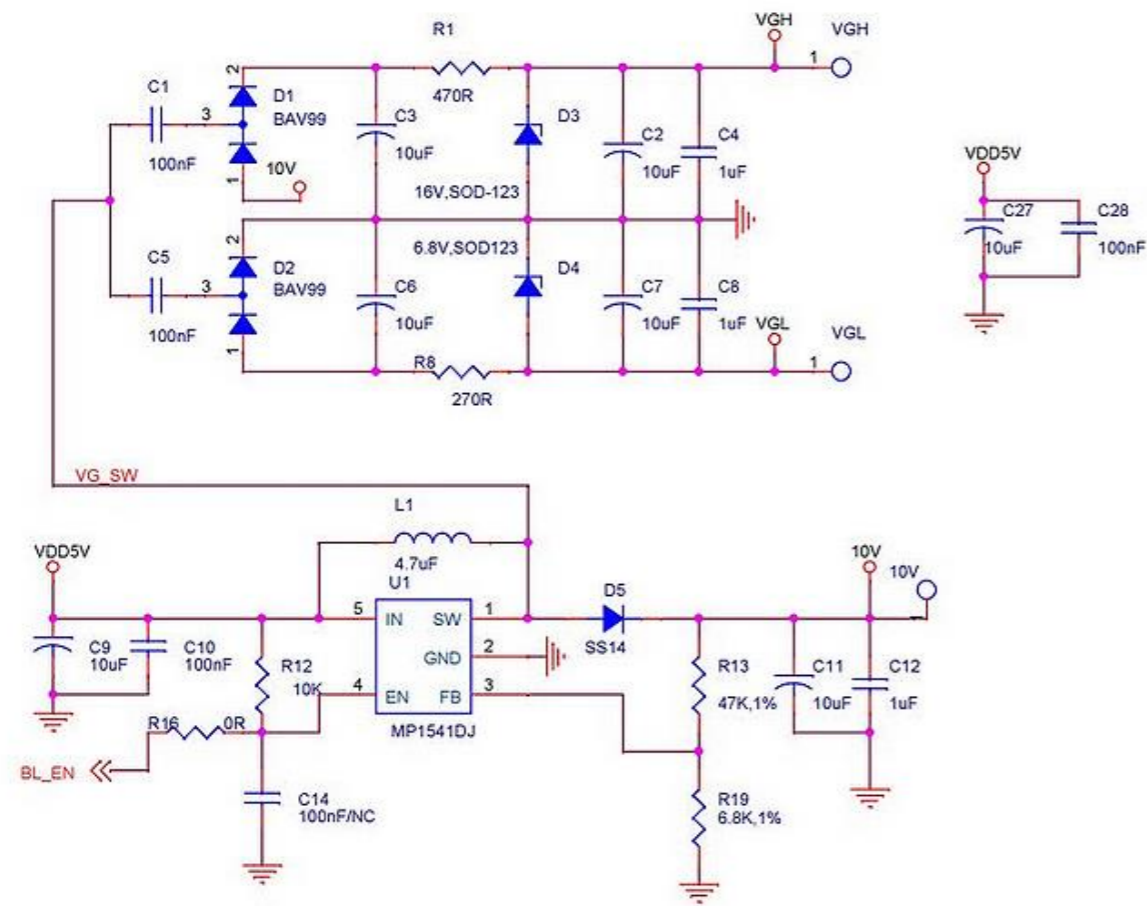 VGH
VGH
R1
470R
1
C1
100nF
2
3
1
D1
BAV99
10V
C3
10uF
D3
16V,SOD-123
C2
10uF
C4
1uF
VDD5V
C27
10uF
C28
100nF
C5
100nF
2
3
1
D2
BAV99
6.8V,SOD123
D4
C6
10uF
C7
10uF
C8
1uF
VGL
VGL
1
R8
270R
VG_SW
L1
4.7uF
U1
VDD5V
10V
10V
5
IN
SW
1
D5
SS14
GND
2
4
EN
FB
3
MP1541DJ
C9
10uF
C10
100nF
R12
10K
R13
47K,1%
C11
10uF
C12
1uF
R16
0R
BL_EN
C14
100nF/NC
R19
6.8K,1%